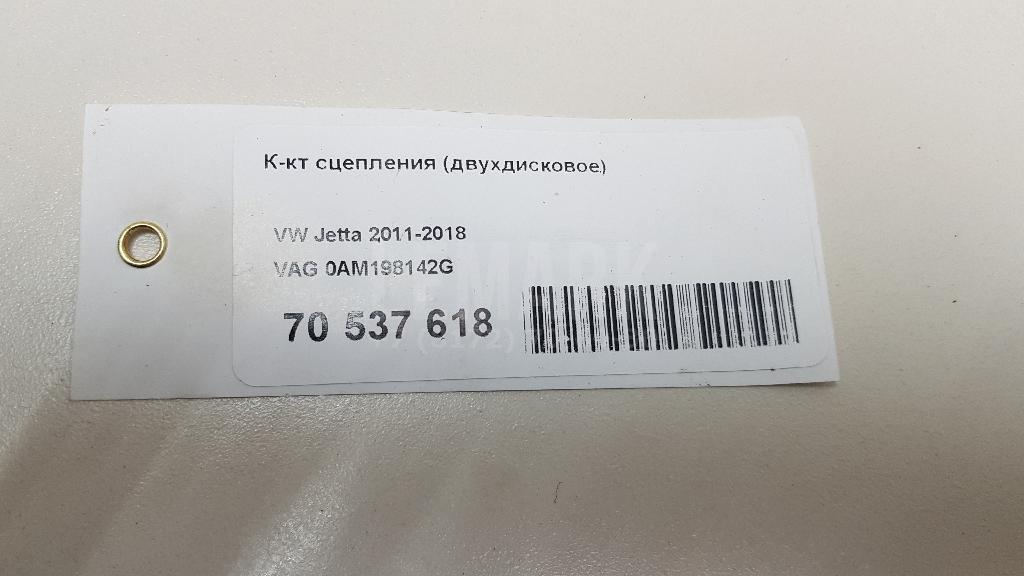 К-кт сцепления (двухдисковое)
VW Jetta 2011-2018
VAG 0AM198142G
70 537 618